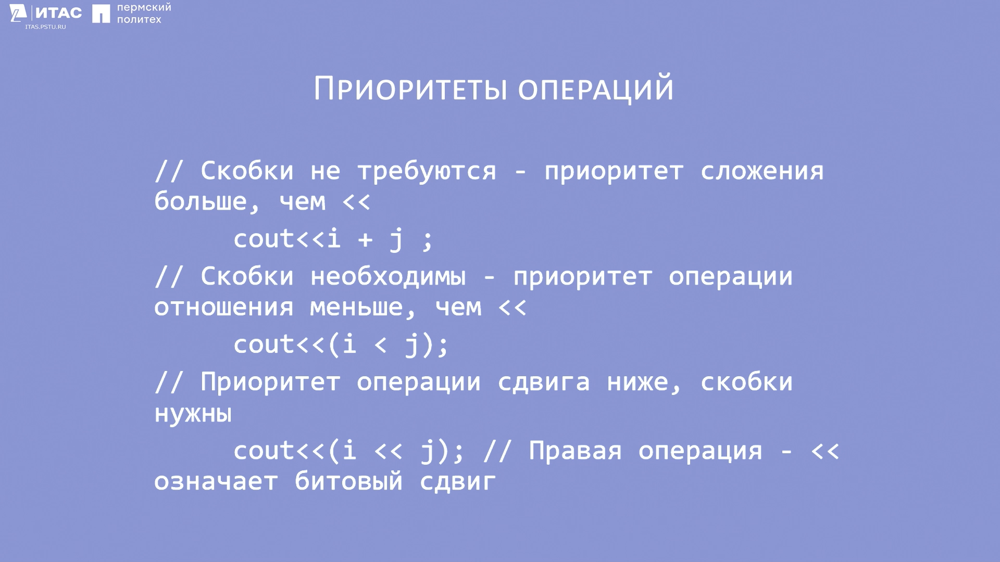 ИТАС
ITAS.PSTU.RU
пермский
политех
Приоритеты операций
// Скобки не требуются - приоритет сложения
больше, чем <<
cout<<i + j ;
// Скобки необходимы - приоритет операции
отношения меньше, чем <<
cout<<(i < j);
// Приоритет операции сдвига ниже, скобки
нужны
cout<<(i << j); // Правая операция - <<
означает битовый сдвиг